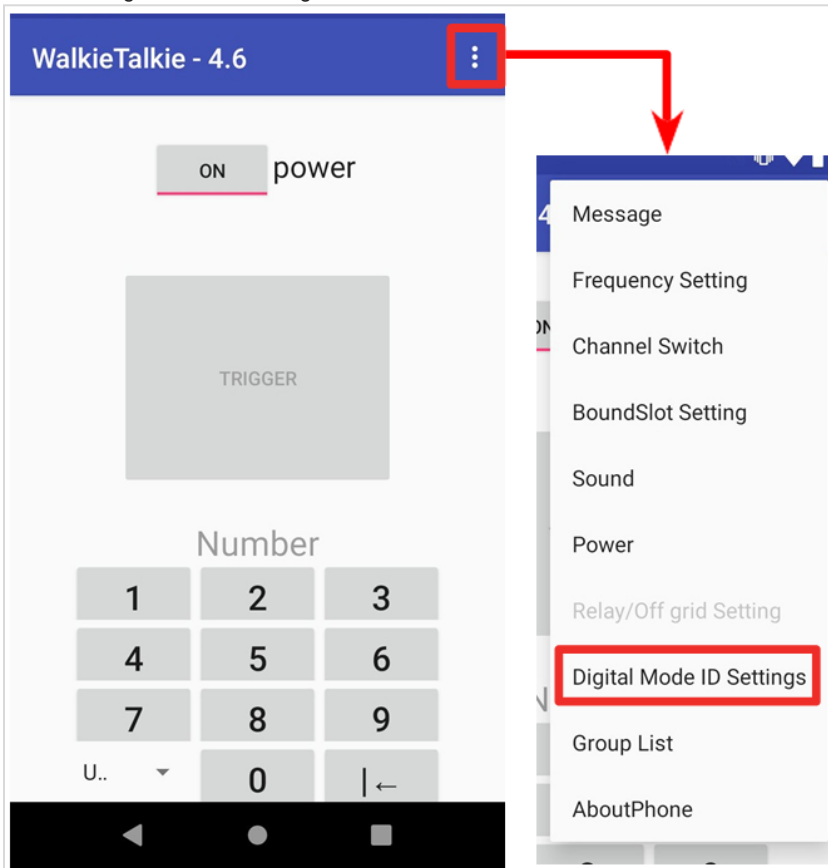 WalkieTalkie - 4.6
ON power
TRIGGER
Number
1 2 3
4 5 6
7 8 9
U.. 0 |←
4
Message
Frequency Setting
Channel Switch
BoundSlot Setting
Sound
Power
Relay/Off grid Setting
Digital Mode ID Settings
Group List
AboutPhone